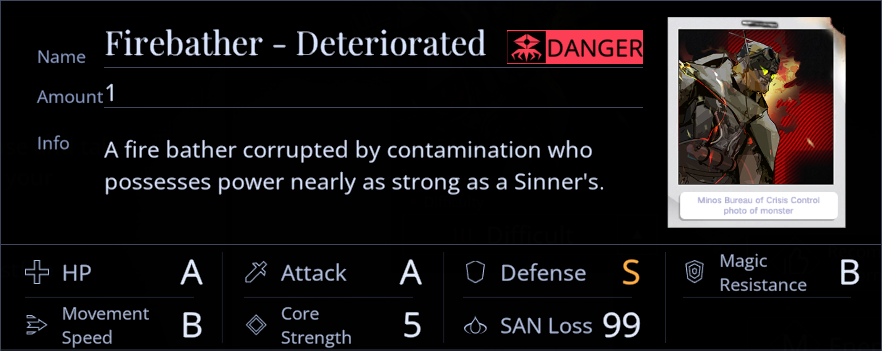 Name Firebather - Deteriorated DANGER
Amount 1
Info
A fire bather corrupted by contamination who
possesses power nearly as strong as a Sinner's.
Minos Bureau of Crisis Control
photo of monster
HP A
Attack A
Defense S
Magic
Resistance B
Movement
Speed B
Core
Strength 5
SAN Loss 99